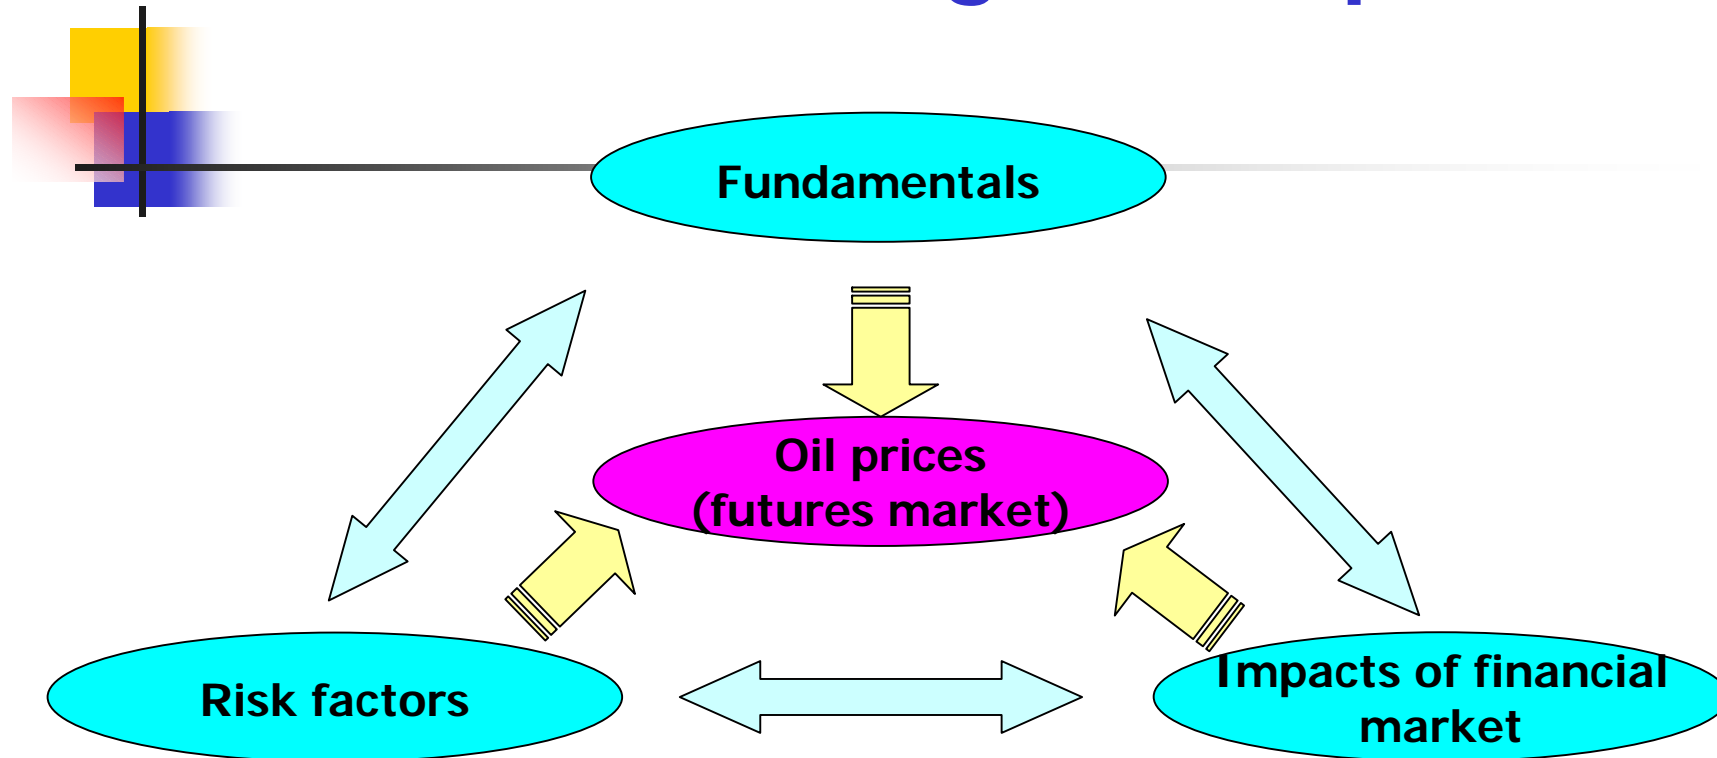 Fundamentals
Oil prices
(futures market)
Risk factors
Impacts of financial
market